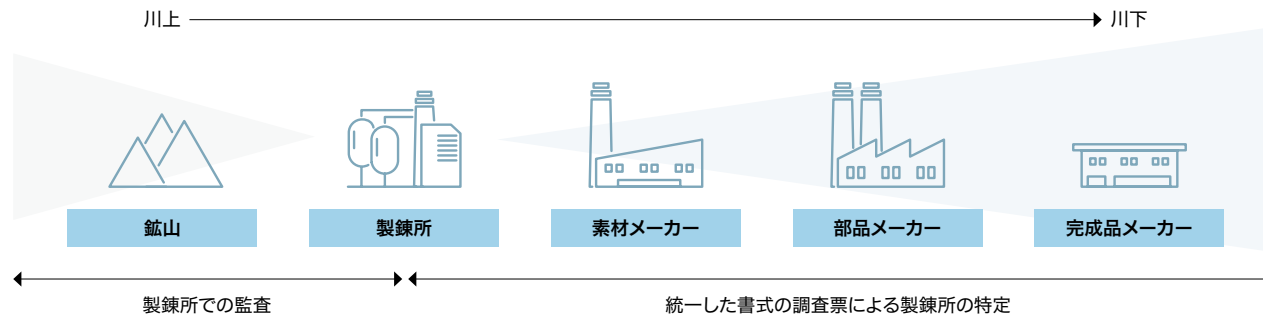 川上
川下
鉱山
製錬所
素材メーカー
部品メーカー
完成品メーカー
製錬所での監査
統一した書式の調査票による製錬所の特定